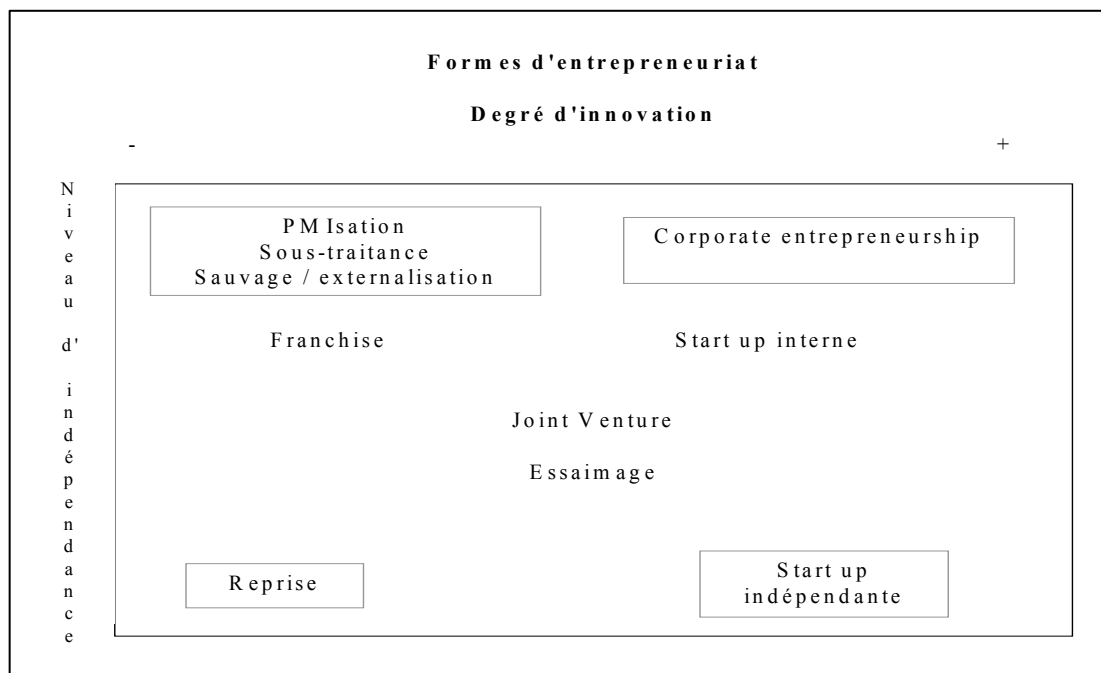 Formes d'entrepreneuriat
Degré d'innovation
- +
Niveau d'indépendance
PMIsation
Sous-traitance
Sauvage / externalisation
Corporate entrepreneurship
Franchise
Start up interne
Joint Venture
Essaimage
Reprise
Start up
indépendante